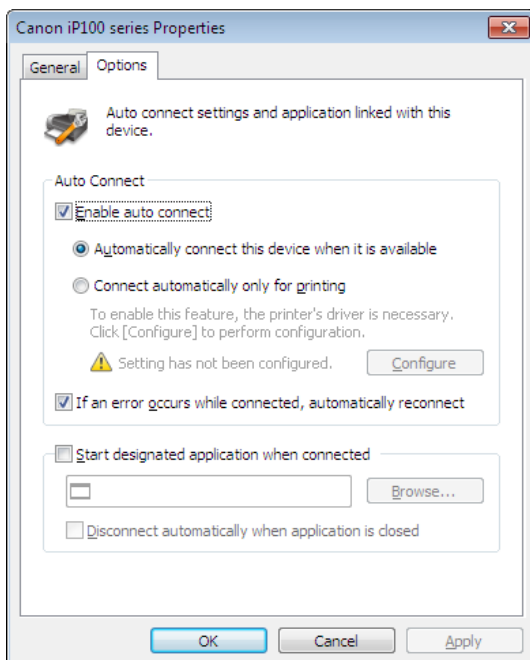 Canon iP100 series Properties
General Options
Auto connect settings and application linked with this
device.
Auto Connect
Enable auto connect
Automatically connect this device when it is available
Connect automatically only for printing
To enable this feature, the printer's driver is necessary.
Click [Configure] to perform configuration.
Setting has not been configured. Configure
If an error occurs while connected, automatically reconnect
Start designated application when connected
Browse...
Disconnect automatically when application is closed
OK Cancel Apply